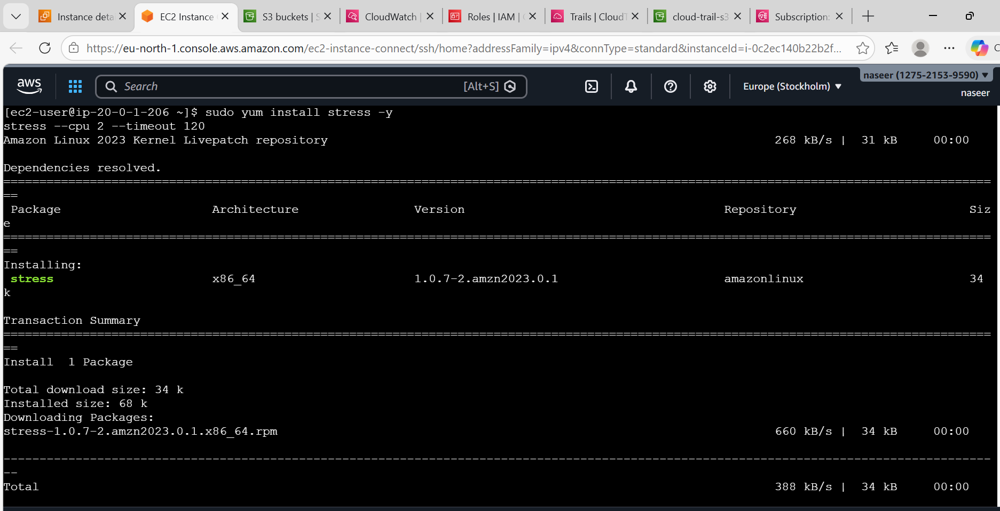 Instance deta
EC2 Instance
S3 buckets | S
CloudWatch |
Roles | IAM |
Trails | CloudT
cloud-trail-s3
Subscription:
https://eu-north-1.console.aws.amazon.com/ec2-instance-connect/ssh/home?addressFamily=ipv4&connType=standard&instanceId=i-0c2ec140b22b2f...
aws
Search
[Alt+S]
Europe (Stockholm)
naseer (1275-2153-9590)
naseer
[ec2-user@ip-20-0-1-206 ~]$ sudo yum install stress -y
stress --cpu 2 --timeout 120
Amazon Linux 2023 Kernel Livepatch repository 268 kB/s | 31 kB 00:00
Dependencies resolved.
================================================================================
==
Package Architecture Version Repository Siz
e
================================================================================
==
Installing:
stress x86_64 1.0.7-2.amzn2023.0.1 amazonlinux 34
k
Transaction Summary
================================================================================
==
Install 1 Package
Total download size: 34 k
Installed size: 68 k
Downloading Packages:
stress-1.0.7-2.amzn2023.0.1.x86_64.rpm 660 kB/s | 34 kB 00:00
--------------------------------------------------------------------------------
--
Total 388 kB/s | 34 kB 00:00